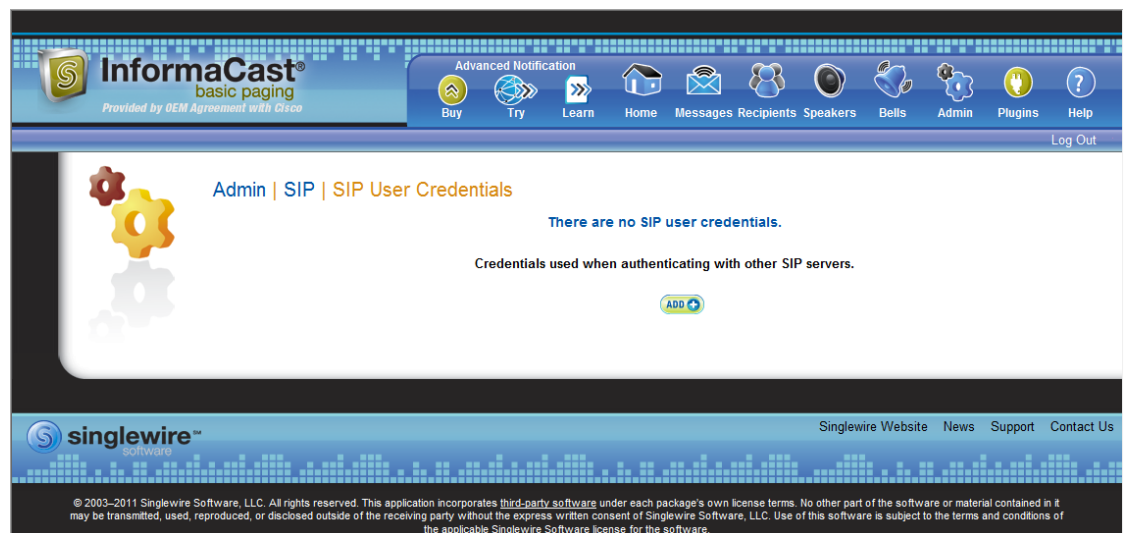 InformaCast®
basic paging
Provided by OEM Agreement with Cisco
Advanced Notification
Buy Try Learn Home Messages Recipients Speakers Bells Admin Plugins Help
Log Out
Admin | SIP | SIP User Credentials
There are no SIP user credentials.
Credentials used when authenticating with other SIP servers.
ADD
singlewire℠
software
Singlewire Website News Support Contact Us
© 2003–2011 Singlewire Software, LLC. All rights reserved. This application incorporates third-party software under each package's own license terms. No other part of the software or material contained in it
may be transmitted, used, reproduced, or disclosed outside of the receiving party without the express written consent of Singlewire Software, LLC. Use of this software is subject to the terms and conditions of
the applicable Singlewire Software license for the software.